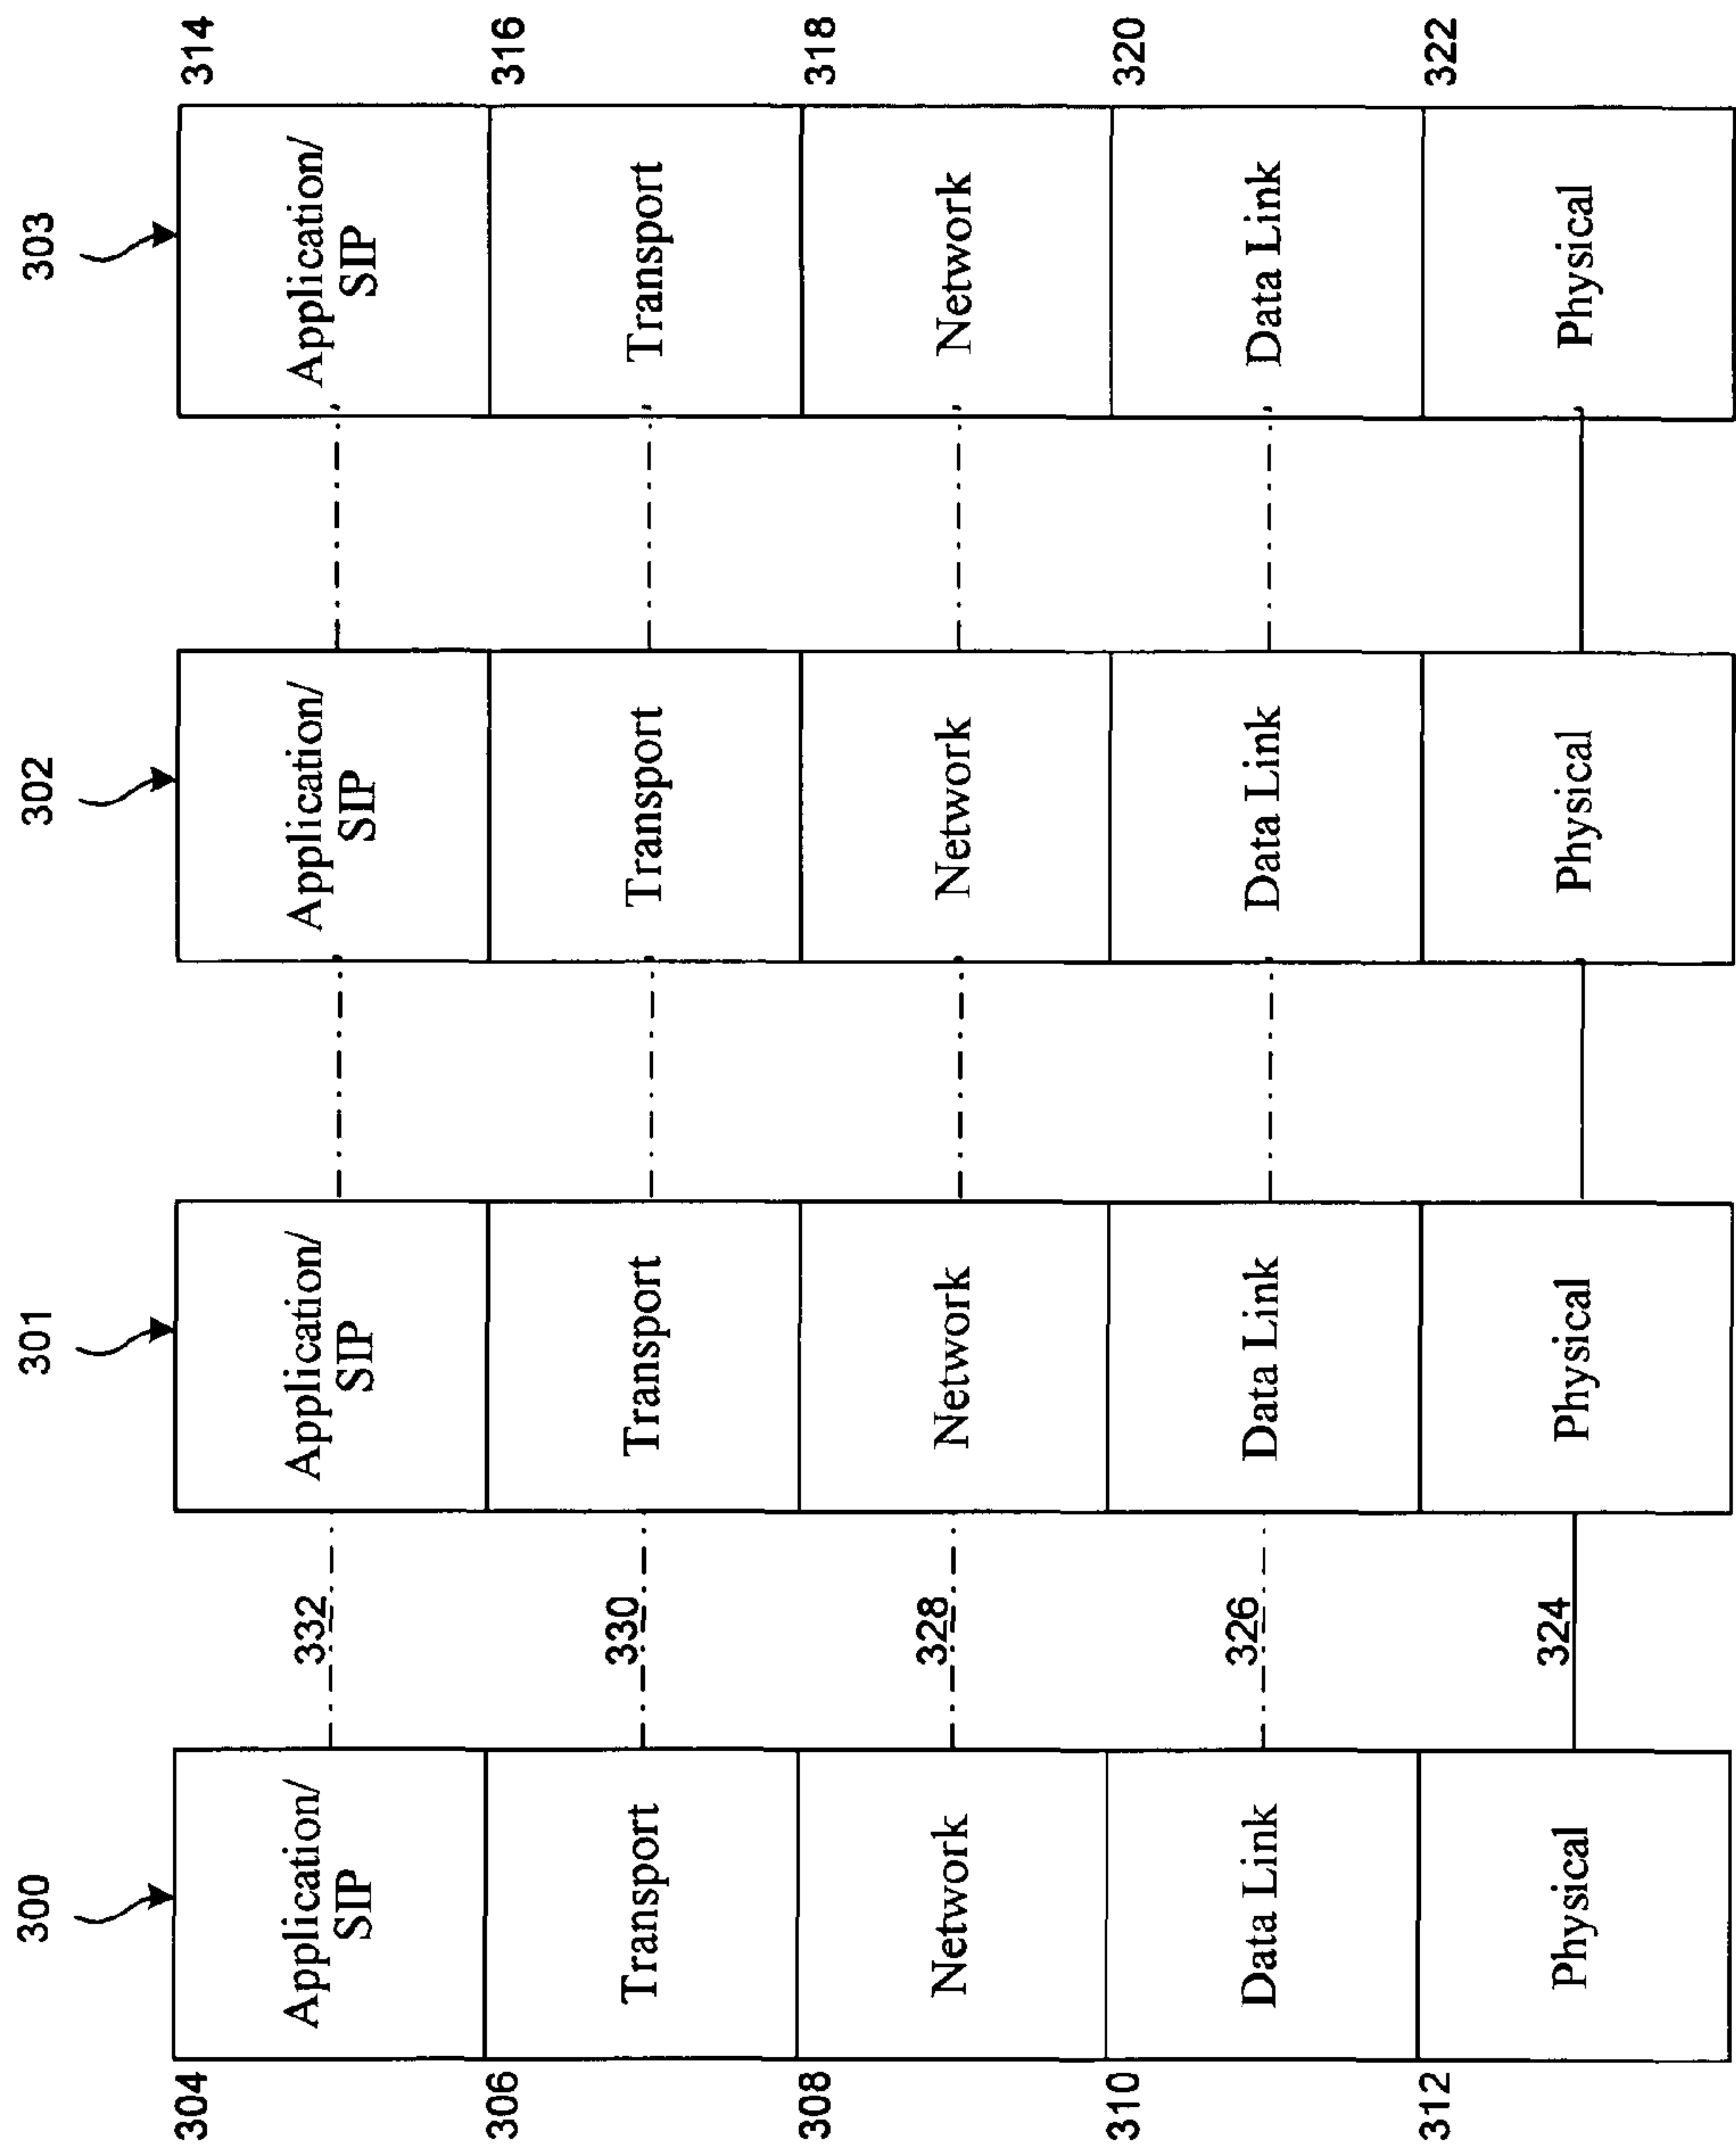 300
301
302
303
304
Application/
SIP
332
Application/
SIP
Application/
SIP
Application/
SIP
314
306
Transport
330
Transport
Transport
Transport
316
308
Network
328
Network
Network
Network
318
310
Data Link
326
Data Link
Data Link
Data Link
320
312
Physical
324
Physical
Physical
Physical
322